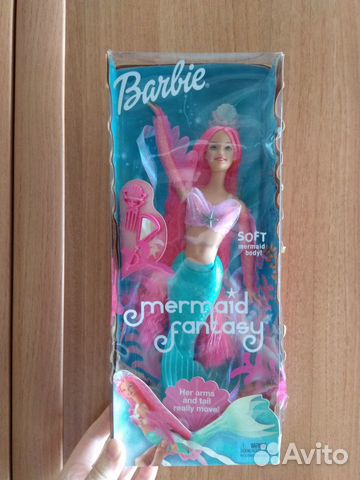 Barbie
SOFT
mermaid
body!
mermaid
fantasy
Her arms
and tail
really move!
Avito